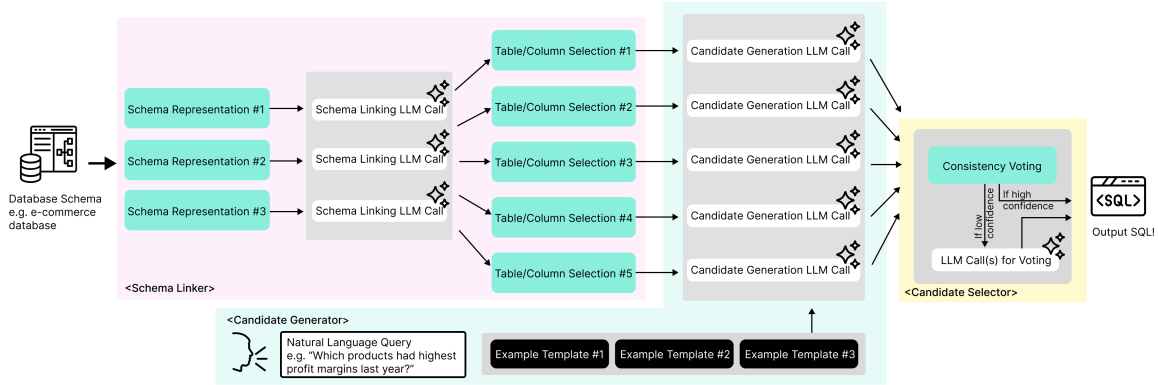 Database Schema
e.g. e-commerce
database
Schema Representation #1
Schema Representation #2
Schema Representation #3
Schema Linking LLM Call
Schema Linking LLM Call
Schema Linking LLM Call
Table/Column Selection #1
Table/Column Selection #2
Table/Column Selection #3
Table/Column Selection #4
Table/Column Selection #5
<Schema Linker>
Candidate Generation LLM Call
Candidate Generation LLM Call
Candidate Generation LLM Call
Candidate Generation LLM Call
Candidate Generation LLM Call
<Candidate Generator>
Natural Language Query
e.g. “Which products had highest
profit margins last year?”
Example Template #1
Example Template #2
Example Template #3
Consistency Voting
If high
confidence
If low
confidence
LLM Call(s) for Voting
<Candidate Selector>
<SQL>
Output SQL!